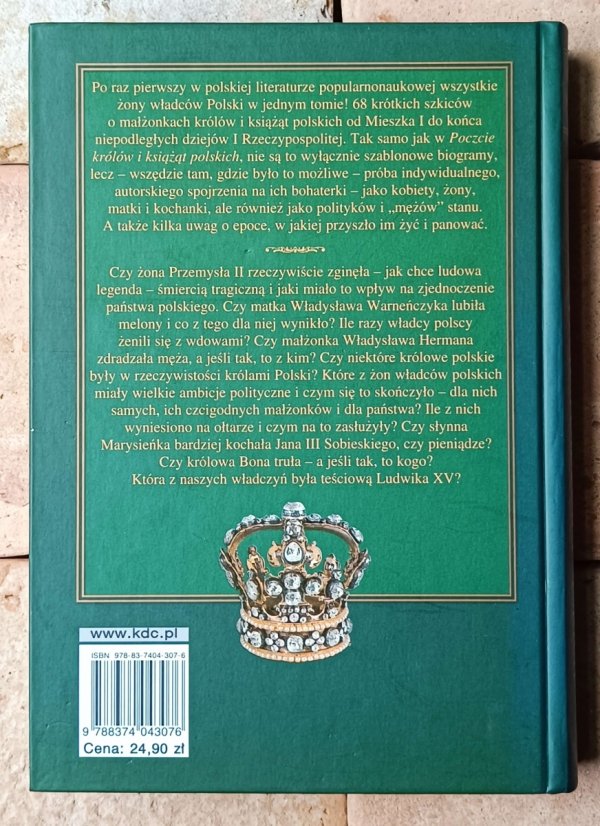 Po raz pierwszy w polskiej literaturze popularnonaukowej wszystkie
żony władców Polski w jednym tomie! 68 krótkich szkiców
o małżonkach królów i książąt polskich od Mieszka I do końca
niepodległych dziejów I Rzeczypospolitej. Tak samo jak w Poczcie
królów i książąt polskich, nie są to wyłącznie szablonowe biogramy,
lecz – wszędzie tam, gdzie było to możliwe – próba indywidualnego,
autorskiego spojrzenia na ich bohaterki – jako kobiety, żony,
matki i kochanki, ale również jako polityków i „mężów” stanu.
A także kilka uwag o epoce, w jakiej przyszło im żyć i panować.
Czy żona Przemysła II rzeczywiście zginęła – jak chce ludowa
legenda – śmiercią tragiczną i jaki miało to wpływ na zjednoczenie
państwa polskiego. Czy matka Władysława Warneńczyka lubiła
melony i co z tego dla niej wynikło? Ile razy władcy polscy
żenili się z wdowami? Czy małżonka Władysława Hermana
zdradzała męża, a jeśli tak, to z kim? Czy niektóre królowe polskie
były w rzeczywistości królami Polski? Które z żon władców polskich
miały wielkie ambicje polityczne i czym się to skończyło – dla nich
samych, ich czcigodnych małżonków i dla państwa? Ile z nich
wyniesiono na ołtarze i czym na to zasłużyły? Czy słynna
Marysieńka bardziej kochała Jana III Sobieskiego, czy pieniądze?
Czy królowa Bona truła – a jeśli tak, to kogo?
Która z naszych władczyń była teściową Ludwika XV?
www.kdc.pl
ISBN 978-83-7404-307-6
9 788374 043076
Cena: 24,90 zł